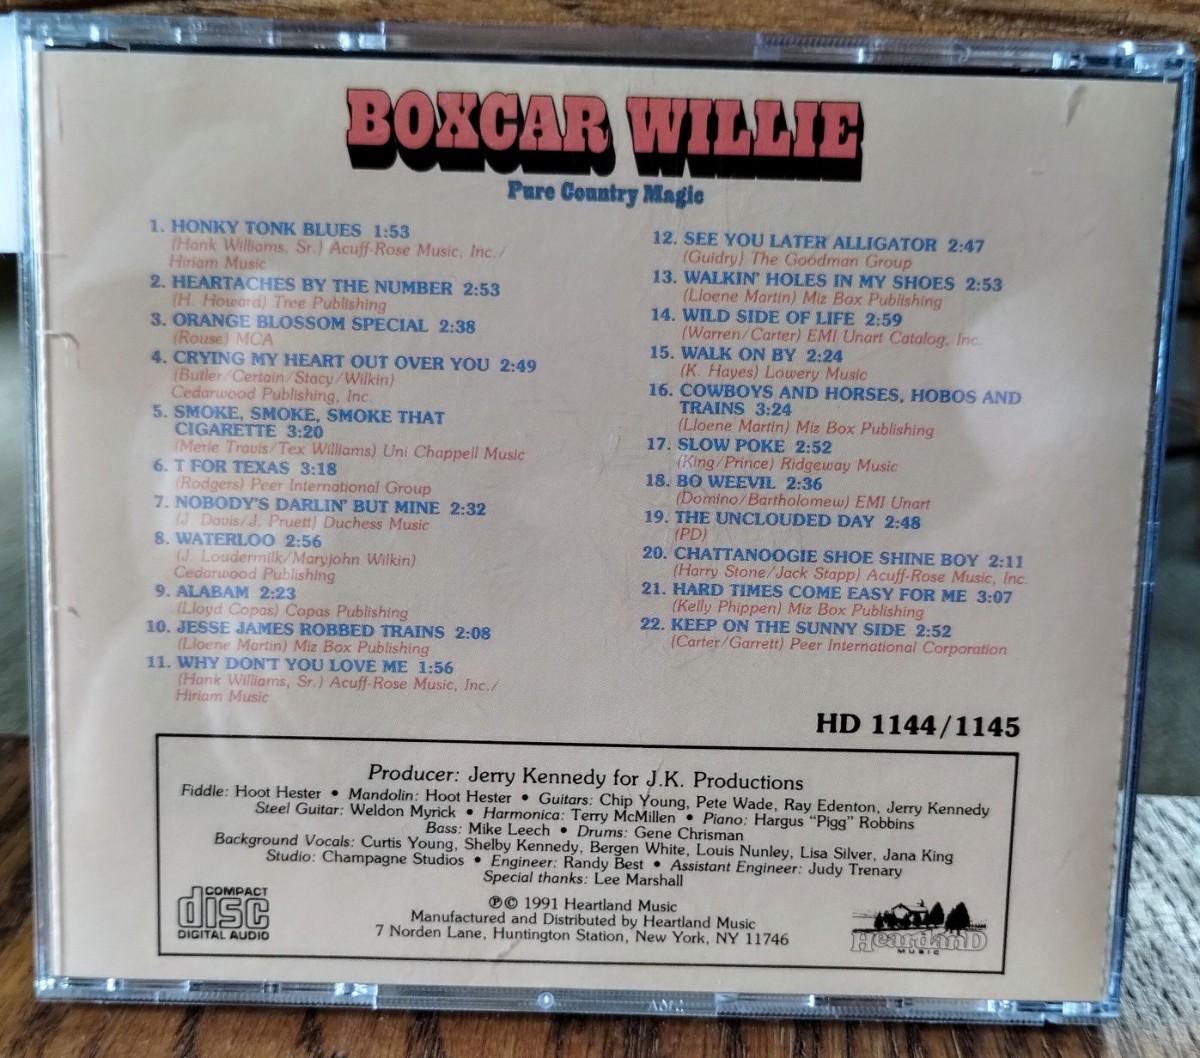 BOXCAR WILLIE
Pure Country Magic
1. HONKY TONK BLUES 1:53
(Hank Williams, Sr.) Acuff-Rose Music, Inc./
Hiriam Music
2. HEARTACHES BY THE NUMBER 2:53
(H. Howard) Tree Publishing
3. ORANGE BLOSSOM SPECIAL 2:38
(Rouse) MCA
4. CRYING MY HEART OUT OVER YOU 2:49
(Butler/Certain/Stacy/Wilkin)
Cedarwood Publishing, Inc.
5. SMOKE, SMOKE, SMOKE THAT
CIGARETTE 3:20
(Merle Travis/Tex Williams) Uni Chappell Music
6. T FOR TEXAS 3:18
(Rodgers) Peer International Group
7. NOBODY'S DARLIN' BUT MINE 2:32
(J. Davis/J. Pruett) Duchess Music
8. WATERLOO 2:56
(J. Loudermilk/Maryjohn Wilkin)
Cedarwood Publishing
9. ALABAM 2:23
(Lloyd Copas) Copas Publishing
10. JESSE JAMES ROBBED TRAINS 2:08
(Lloene Martin) Miz Box Publishing
11. WHY DON'T YOU LOVE ME 1:56
(Hank Williams, Sr.) Acuff-Rose Music, Inc./
Hiriam Music
12. SEE YOU LATER ALLIGATOR 2:47
(Guidry) The Goodman Group
13. WALKIN' HOLES IN MY SHOES 2:53
(Lloene Martin) Miz Box Publishing
14. WILD SIDE OF LIFE 2:59
(Warren/Carter) EMI Unart Catalog, Inc.
15. WALK ON BY 2:24
(K. Hayes) Lowery Music
16. COWBOYS AND HORSES, HOBOS AND
TRAINS 3:24
(Lloene Martin) Miz Box Publishing
17. SLOW POKE 2:52
(King/Prince) Ridgeway Music
18. BO WEEVIL 2:36
(Domino/Bartholomew) EMI Unart
19. THE UNCLOUDED DAY 2:48
(PD)
20. CHATTANOOGIE SHOE SHINE BOY 2:11
(Harry Stone/Jack Stapp) Acuff-Rose Music, Inc.
21. HARD TIMES COME EASY FOR ME 3:07
(Kelly Phippen) Miz Box Publishing
22. KEEP ON THE SUNNY SIDE 2:52
(Carter/Garrett) Peer International Corporation
HD 1144/1145
Producer: Jerry Kennedy for J.K. Productions
Fiddle: Hoot Hester • Mandolin: Hoot Hester • Guitars: Chip Young, Pete Wade, Ray Edenton, Jerry Kennedy
Steel Guitar: Weldon Myrick • Harmonica: Terry McMillen • Piano: Hargus "Pigg" Robbins
Bass: Mike Leech • Drums: Gene Chrisman
Background Vocals: Curtis Young, Shelby Kennedy, Bergen White, Louis Nunley, Lisa Silver, Jana King
Studio: Champagne Studios • Engineer: Randy Best • Assistant Engineer: Judy Trenary
Special thanks: Lee Marshall
℗© 1991 Heartland Music
Manufactured and Distributed by Heartland Music
7 Norden Lane, Huntington Station, New York, NY 11746
COMPACT
disc
DIGITAL AUDIO
HeartlanD
MUSIC